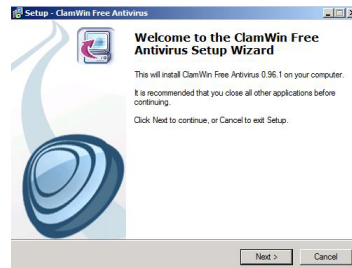 Setup - ClamWin Free Antivirus
Welcome to the ClamWin Free
Antivirus Setup Wizard
This will install ClamWin Free Antivirus 0.96.1 on your computer.
It is recommended that you close all other applications before
continuing.
Click Next to continue, or Cancel to exit Setup.
Next >
Cancel